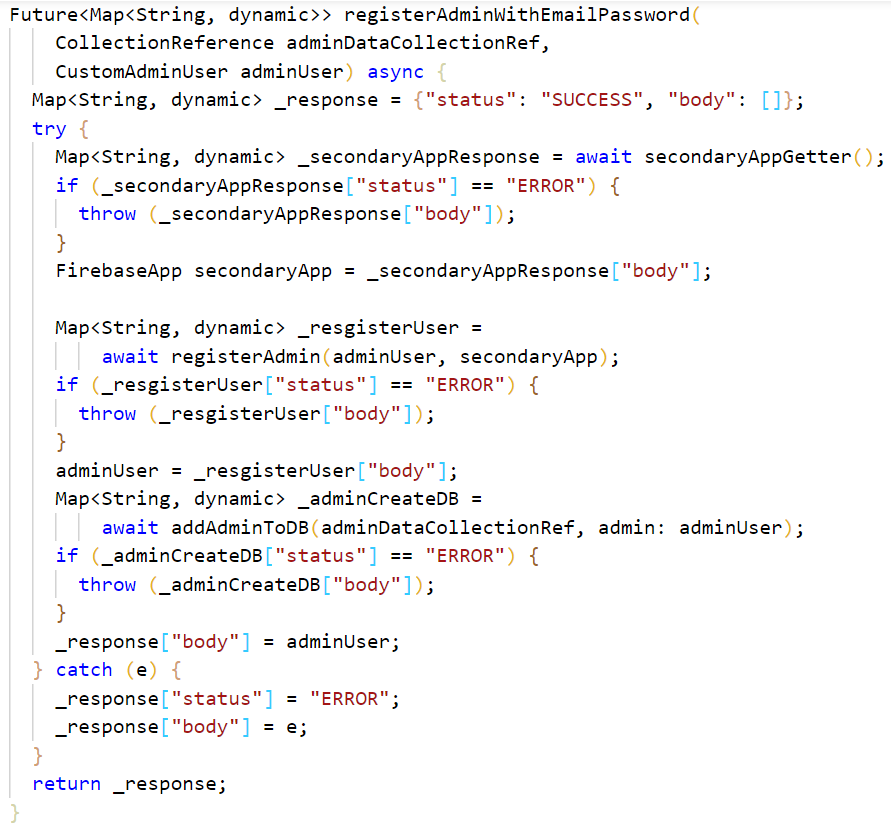 Future<Map<String, dynamic>> registerAdminWithEmailPassword(
    CollectionReference adminDataCollectionRef,
    CustomAdminUser adminUser) async {
  Map<String, dynamic> _response = {"status": "SUCCESS", "body": []};
  try {
    Map<String, dynamic> _secondaryAppResponse = await secondaryAppGetter();
    if (_secondaryAppResponse["status"] == "ERROR") {
      throw (_secondaryAppResponse["body"]);
    }
    FirebaseApp secondaryApp = _secondaryAppResponse["body"];

    Map<String, dynamic> _resgisterUser =
        await registerAdmin(adminUser, secondaryApp);
    if (_resgisterUser["status"] == "ERROR") {
      throw (_resgisterUser["body"]);
    }
    adminUser = _resgisterUser["body"];
    Map<String, dynamic> _adminCreateDB =
        await addAdminToDB(adminDataCollectionRef, admin: adminUser);
    if (_adminCreateDB["status"] == "ERROR") {
      throw (_adminCreateDB["body"]);
    }
    _response["body"] = adminUser;
  } catch (e) {
    _response["status"] = "ERROR";
    _response["body"] = e;
  }
  return _response;
}